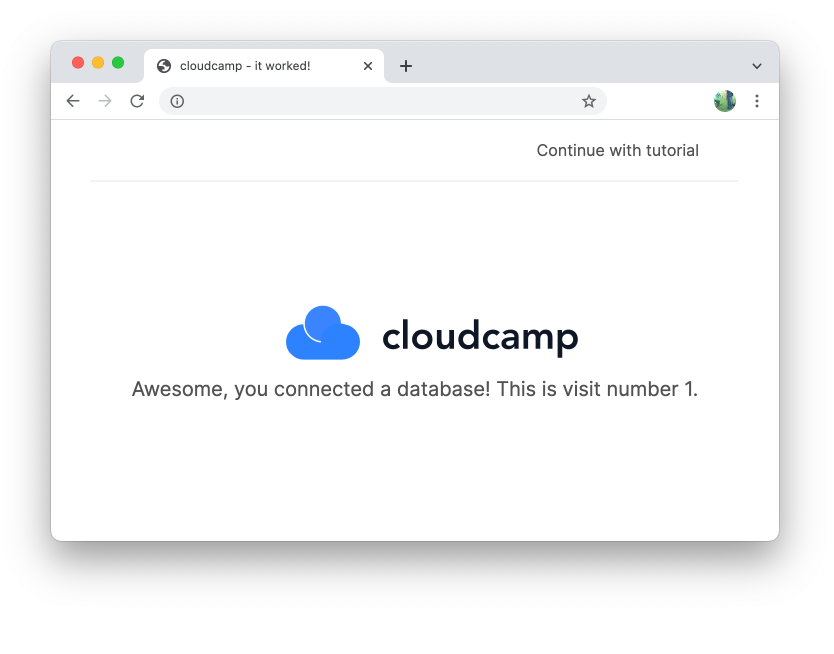 cloudcamp - it worked!
Continue with tutorial
cloudcamp
Awesome, you connected a database! This is visit number 1.